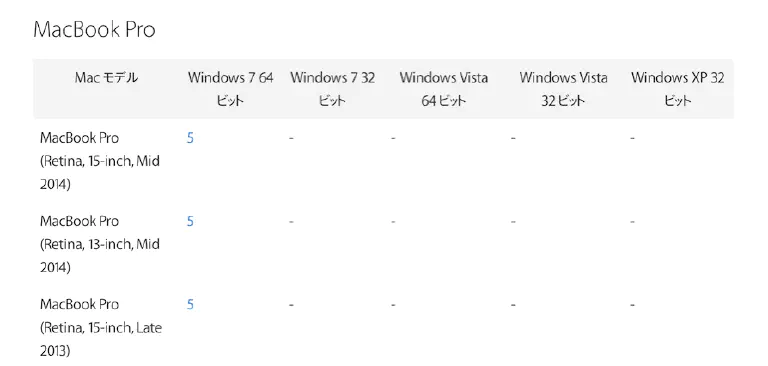 MacBook Pro
Mac モデル Windows 7 64 Windows 7 32 Windows Vista Windows Vista Windows XP 32
ビット ビット 64 ビット 32 ビット ビット
MacBook Pro 5 - - - -
(Retina, 15-inch, Mid
2014)
MacBook Pro 5 - - - -
(Retina, 13-inch, Mid
2014)
MacBook Pro 5 - - - -
(Retina, 15-inch, Late
2013)